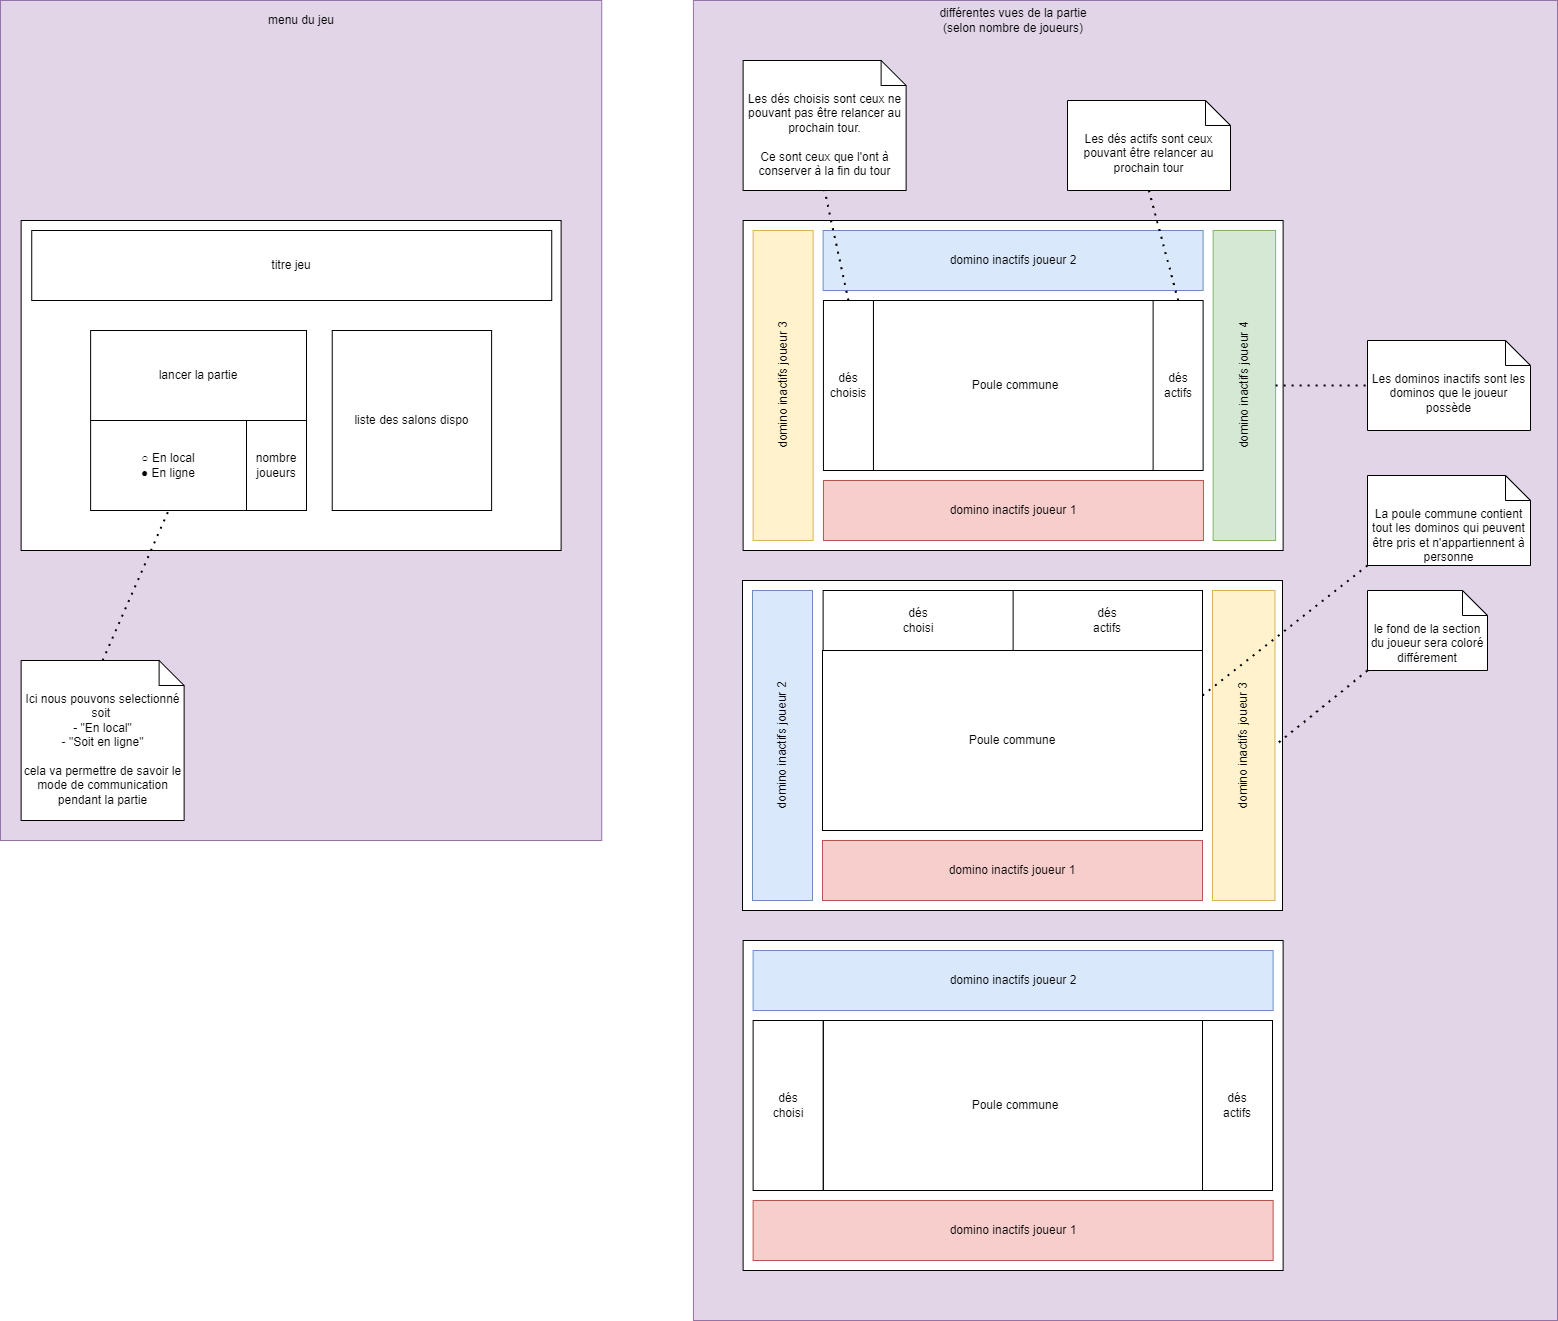 menu du jeu
titre jeu
lancer la partie
○ En local
● En ligne
nombre
joueurs
liste des salons dispo
Ici nous pouvons selectionné
soit
- "En local"
- "Soit en ligne"
cela va permettre de savoir le
mode de communication
pendant la partie
différentes vues de la partie
(selon nombre de joueurs)
Les dés choisis sont ceux ne
pouvant pas être relancer au
prochain tour.
Ce sont ceux que l'ont à
conserver à la fin du tour
Les dés actifs sont ceux
pouvant être relancer au
prochain tour
domino inactifs joueur 3
domino inactifs joueur 2
domino inactifs joueur 4
dés
choisis
Poule commune
dés
actifs
domino inactifs joueur 1
Les dominos inactifs sont les
dominos que le joueur
possède
La poule commune contient
tout les dominos qui peuvent
être pris et n'appartiennent à
personne
le fond de la section
du joueur sera coloré
différement
domino inactifs joueur 2
dés
choisi
dés
actifs
Poule commune
domino inactifs joueur 3
domino inactifs joueur 1
domino inactifs joueur 2
dés
choisi
Poule commune
dés
actifs
domino inactifs joueur 1